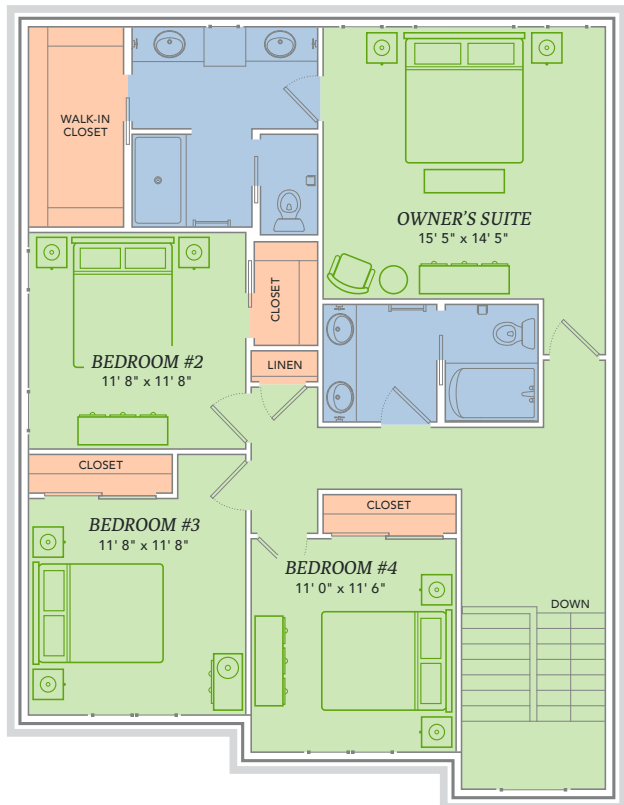 WALK-IN
CLOSET
OWNER'S SUITE
15' 5" x 14' 5"
CLOSET
BEDROOM #2
11' 8" x 11' 8"
LINEN
CLOSET
BEDROOM #3
11' 8" x 11' 8"
CLOSET
BEDROOM #4
11' 0" x 11' 6"
DOWN